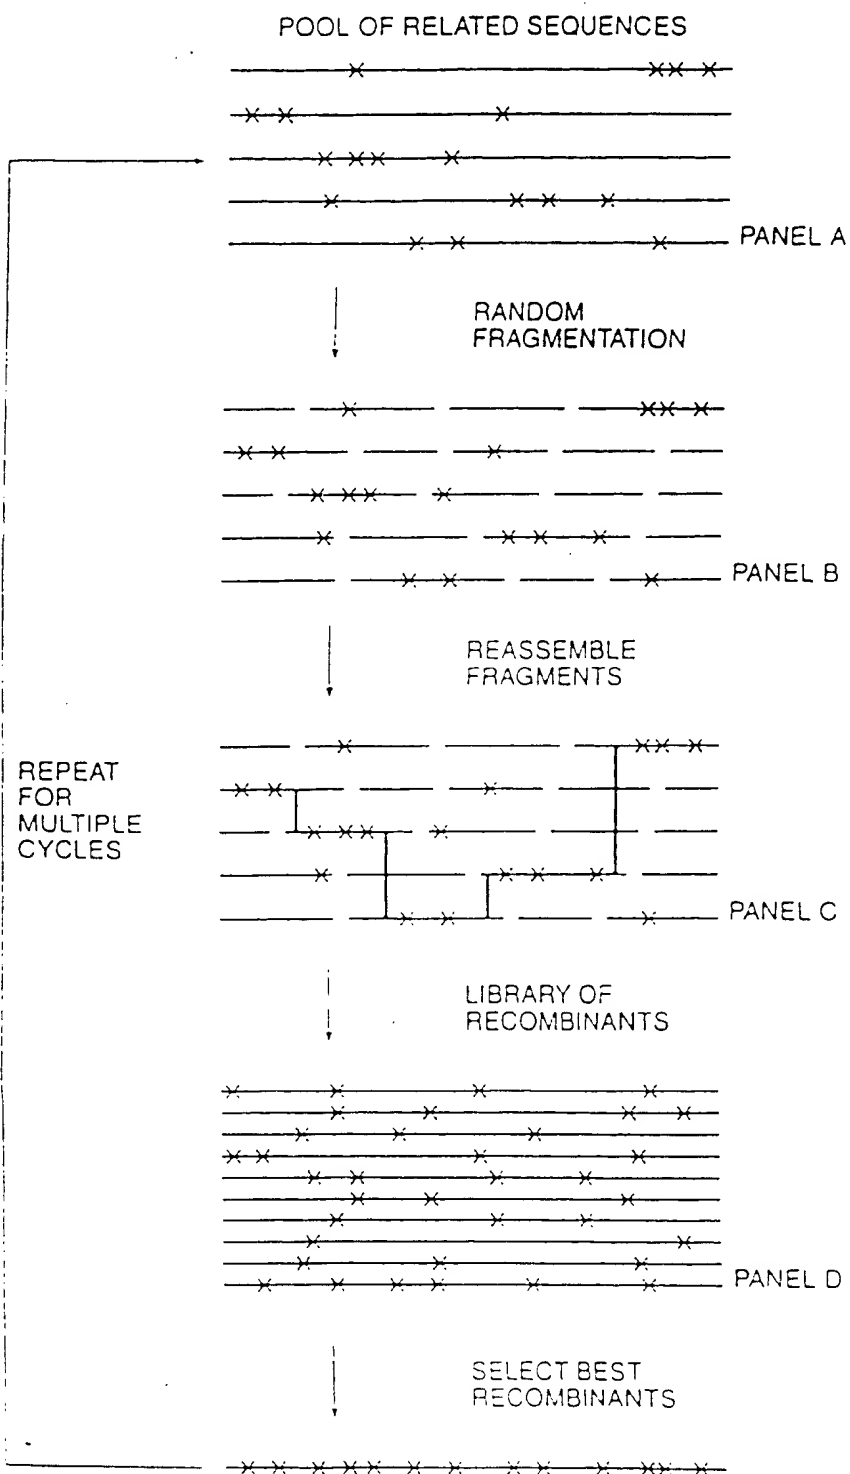 POOL OF RELATED SEQUENCES
PANEL A
RANDOM
FRAGMENTATION
PANEL B
REASSEMBLE
FRAGMENTS
REPEAT
FOR
MULTIPLE
CYCLES
PANEL C
LIBRARY OF
RECOMBINANTS
PANEL D
SELECT BEST
RECOMBINANTS